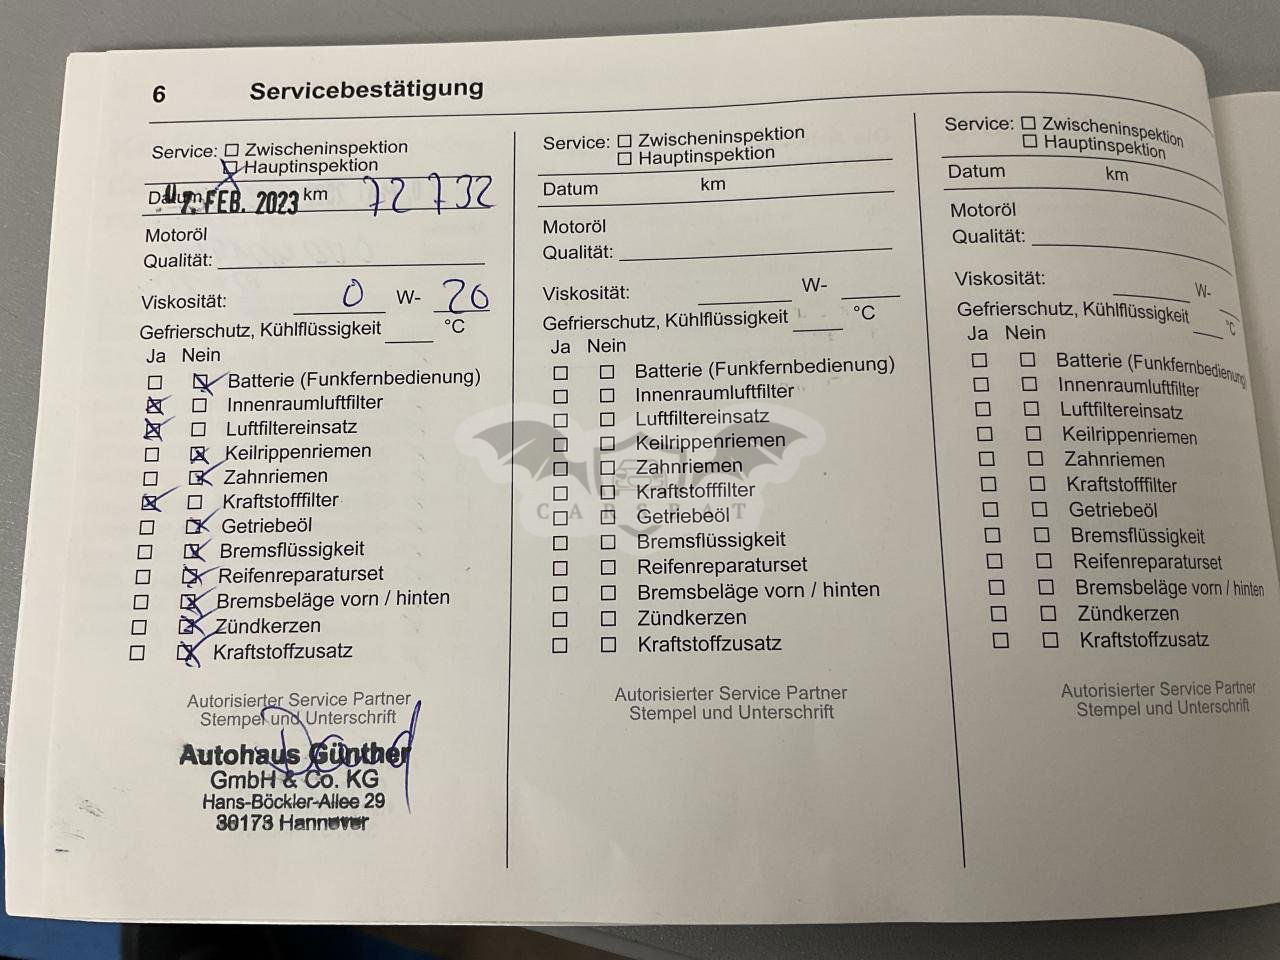 6 Servicebestätigung
Service: Zwischeninspektion
Hauptinspektion
Datum 7. FEB. 2023 km 72 732
Motoröl
Qualität:
Viskosität: 0 W- 20
Gefrierschutz, Kühlflüssigkeit °C
Ja Nein
Batterie (Funkfernbedienung)
Innenraumluftfilter
Luftfiltereinsatz
Keilrippenriemen
Zahnriemen
Kraftstofffilter
Getriebeöl
Bremsflüssigkeit
Reifenreparaturset
Bremsbeläge vorn / hinten
Zündkerzen
Kraftstoffzusatz
Autorisierter Service Partner
Stempel und Unterschrift
Autohaus Günther
GmbH & Co. KG
Hans-Böckler-Allee 29
30173 Hannover
Service: Zwischeninspektion
Hauptinspektion
Datum km
Motoröl
Qualität:
Viskosität: W-
Gefrierschutz, Kühlflüssigkeit °C
Ja Nein
Batterie (Funkfernbedienung)
Innenraumluftfilter
Luftfiltereinsatz
Keilrippenriemen
Zahnriemen
Kraftstofffilter
Getriebeöl
Bremsflüssigkeit
Reifenreparaturset
Bremsbeläge vorn / hinten
Zündkerzen
Kraftstoffzusatz
Autorisierter Service Partner
Stempel und Unterschrift
CARSBAT
Service: Zwischeninspektion
Hauptinspektion
Datum km
Motoröl
Qualität:
Viskosität: W-
Gefrierschutz, Kühlflüssigkeit °C
Ja Nein
Batterie (Funkfernbedienung)
Innenraumluftfilter
Luftfiltereinsatz
Keilrippenriemen
Zahnriemen
Kraftstofffilter
Getriebeöl
Bremsflüssigkeit
Reifenreparaturset
Bremsbeläge vorn / hinten
Zündkerzen
Kraftstoffzusatz
Autorisierter Service Partner
Stempel und Unterschrift